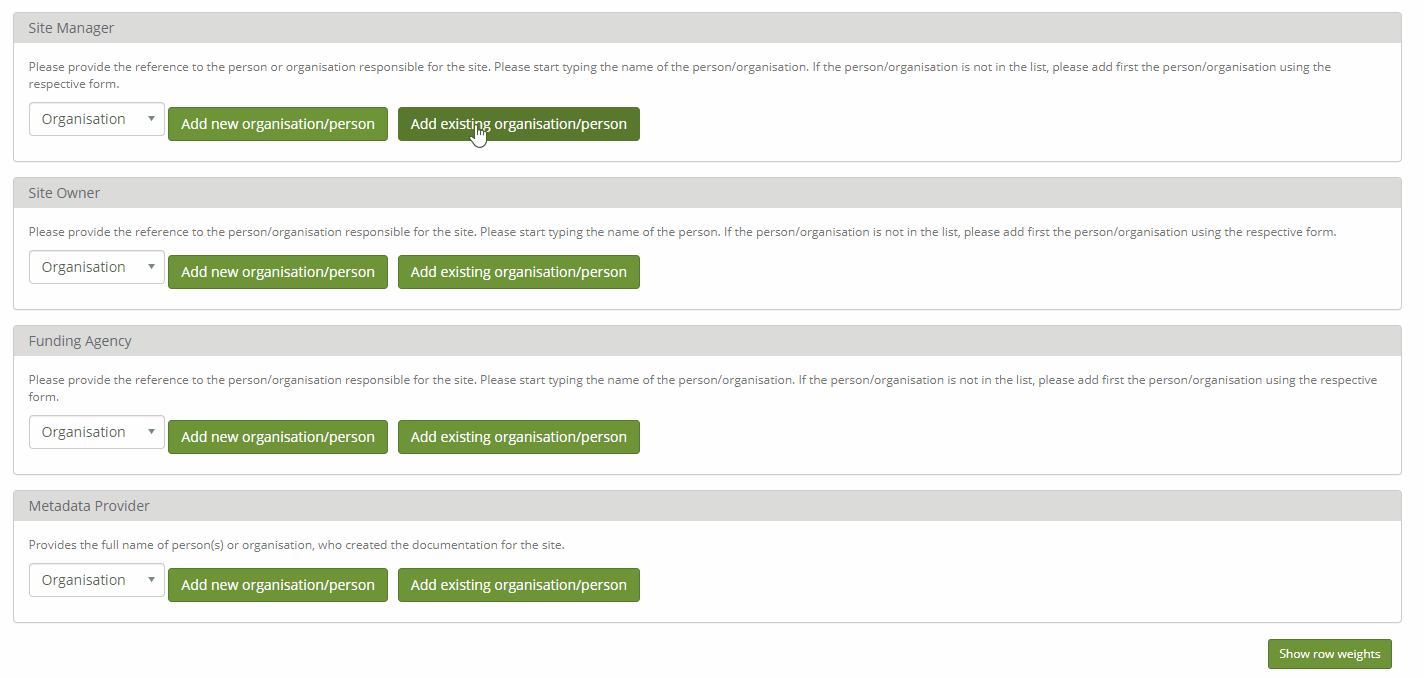 Site Manager
Please provide the reference to the person or organisation responsible for the site. Please start typing the name of the person/organisation. If the person/organisation is not in the list, please add first the person/organisation using the
respective form.
Organisation Add new organisation/person Add existing organisation/person
Site Owner
Please provide the reference to the person/organisation responsible for the site. Please start typing the name of the person. If the person/organisation is not in the list, please add first the person/organisation using the respective form.
Organisation Add new organisation/person Add existing organisation/person
Funding Agency
Please provide the reference to the person/organisation responsible for the site. Please start typing the name of the person/organisation. If the person/organisation is not in the list, please add first the person/organisation using the respective
form.
Organisation Add new organisation/person Add existing organisation/person
Metadata Provider
Provides the full name of person(s) or organisation, who created the documentation for the site.
Organisation Add new organisation/person Add existing organisation/person
Show row weights